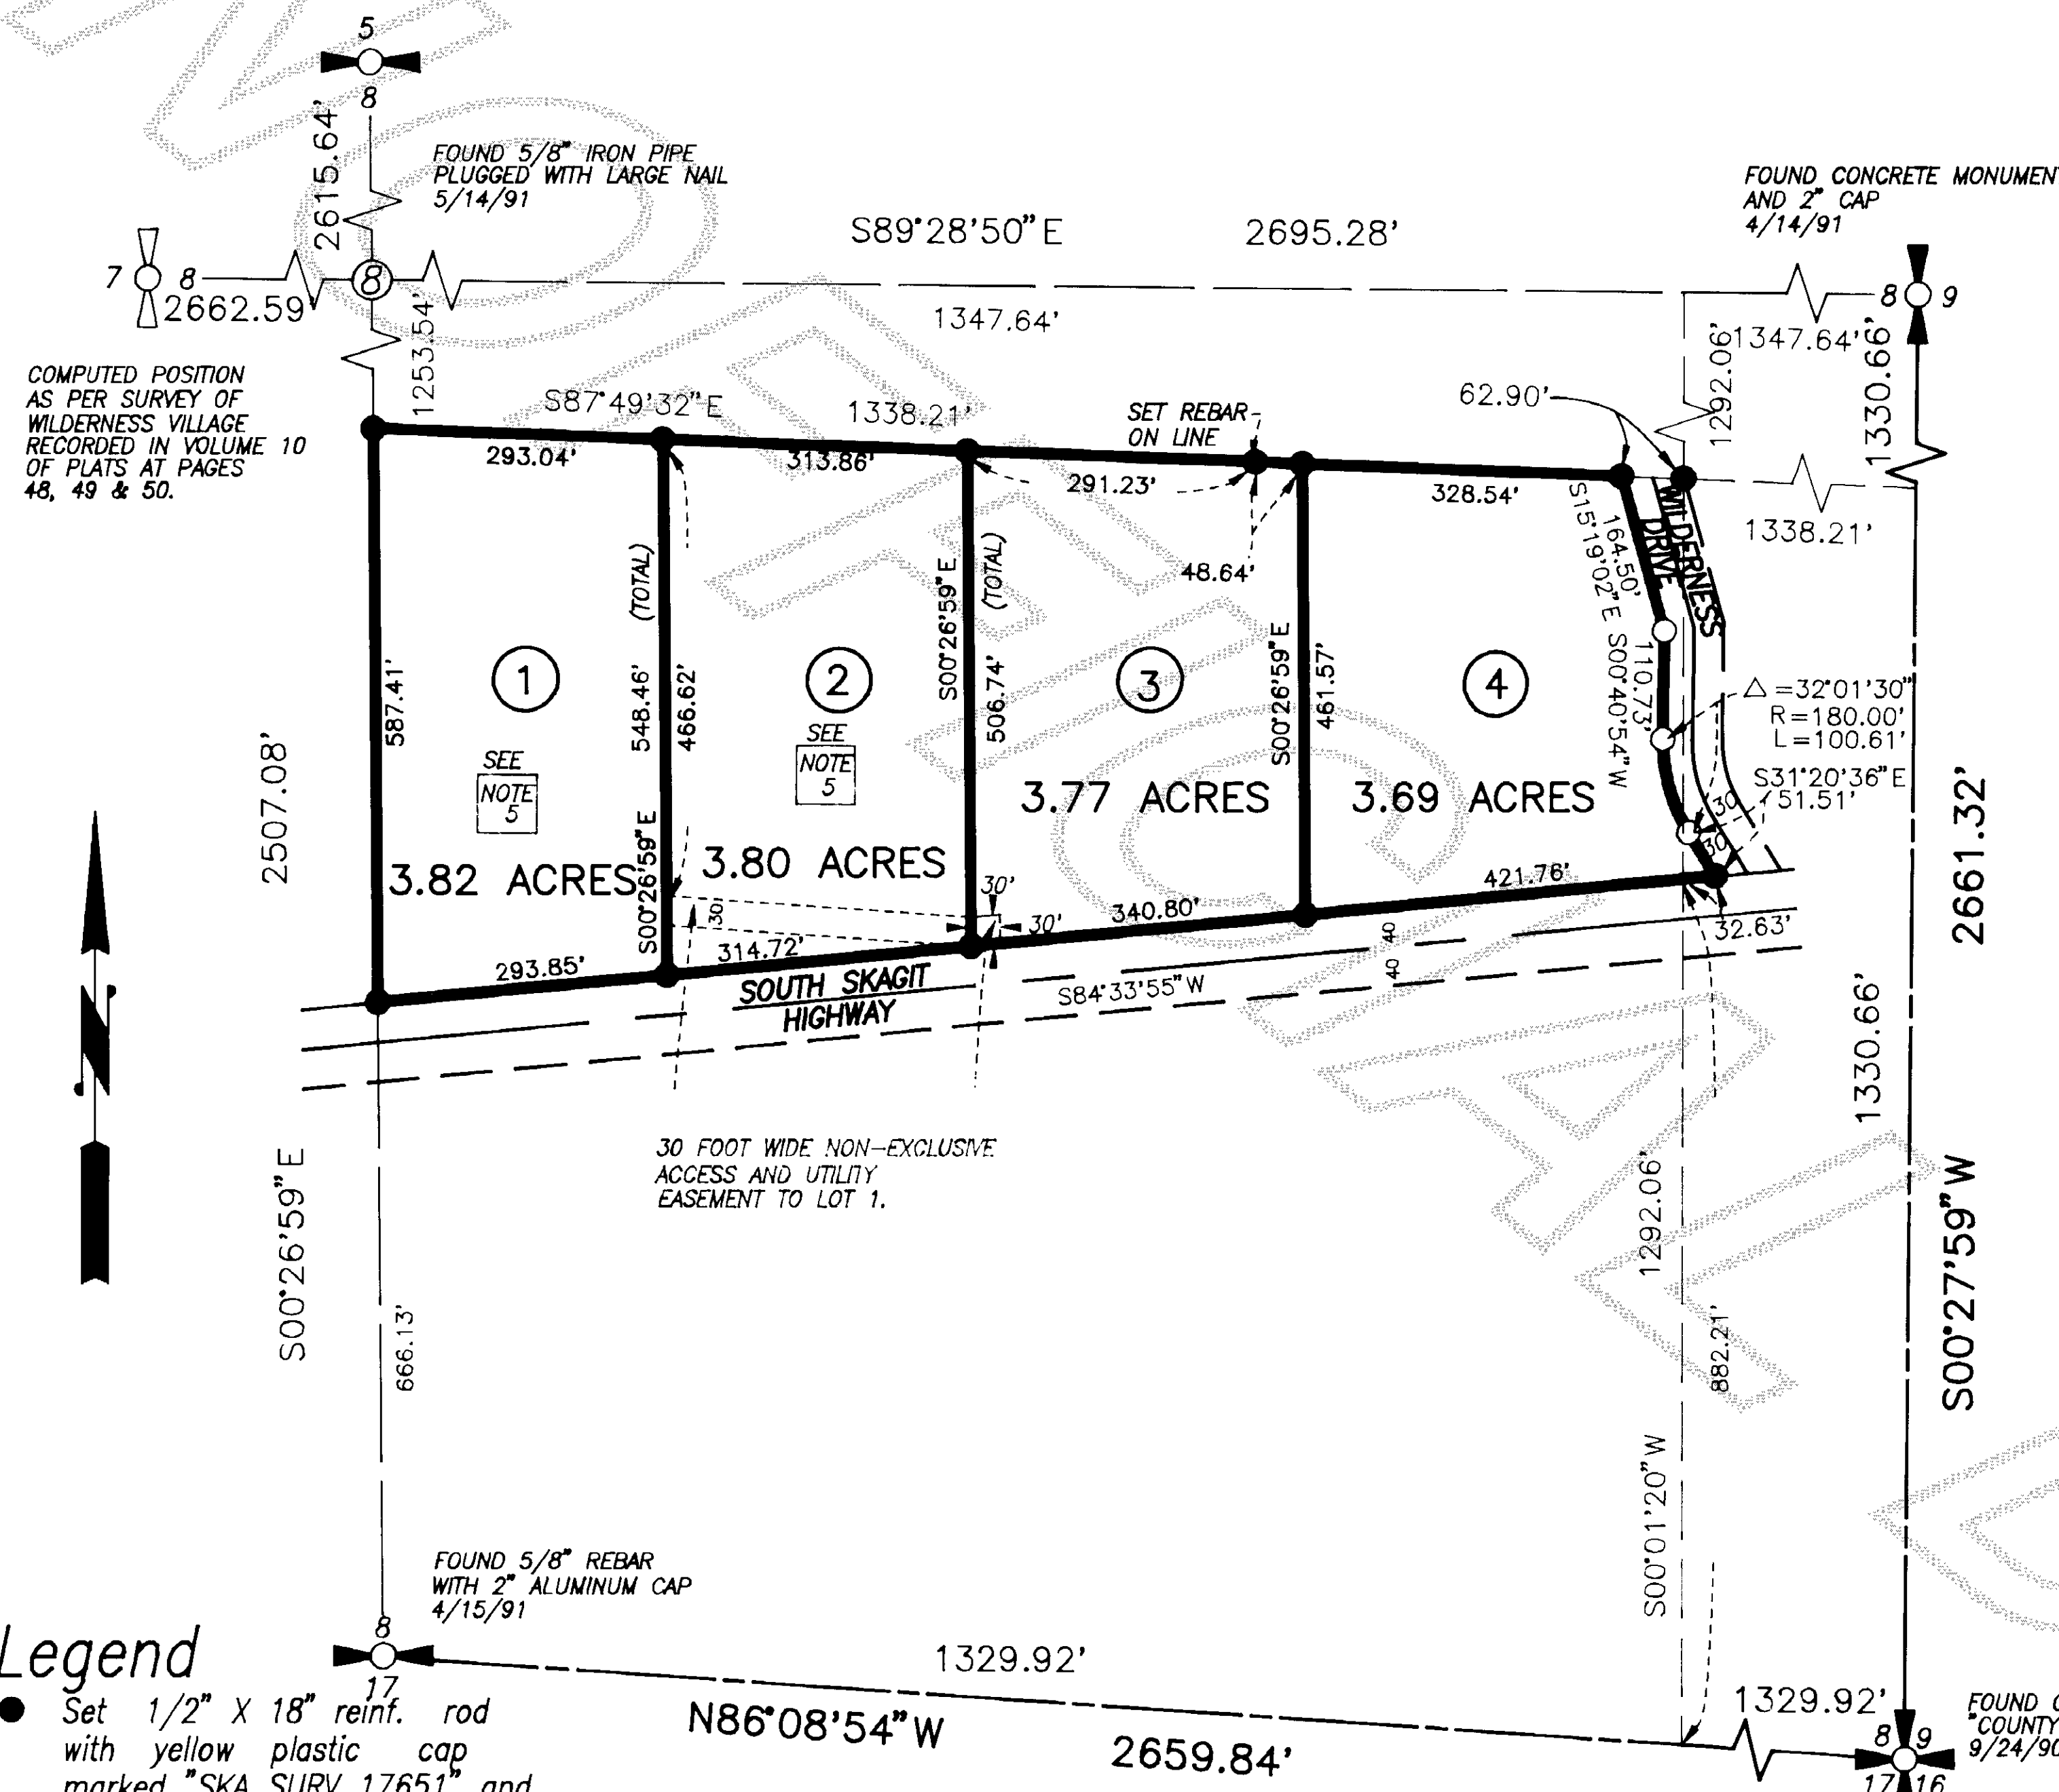 5
8
2615.64'
FOUND 5/8" IRON PIPE
PLUGGED WITH LARGE NAIL
5/14/91
FOUND CONCRETE MONUMENT
AND 2" CAP
4/14/91
S89°28'50"E 2695.28'
7 8
8
8 9
2662.59'
1253.54'
1347.64'
1292.06'
1347.64'
1330.66'
COMPUTED POSITION
AS PER SURVEY OF
WILDERNESS VILLAGE
RECORDED IN VOLUME 10
OF PLATS AT PAGES
48, 49 & 50.
S87°49'32"E 1338.21'
SET REBAR
ON LINE
62.90'
293.04'
313.86'
291.23'
328.54'
48.64'
1338.21'
WILDERNESS
DRIVE
164.50'
S15°19'02"E
110.73'
S00°40'54"W
587.41'
548.46' (TOTAL)
466.62'
S00°26'59"E
S00°26'59"E
506.74' (TOTAL)
S00°26'59"E
461.57'
1
2
3
4
SEE
NOTE
5
SEE
NOTE
5
△=32°01'30"
R=180.00'
L=100.61'
S31°20'36"E
51.51'
30
30
3.82 ACRES
3.80 ACRES
3.77 ACRES
3.69 ACRES
30
30'
30'
293.85'
314.72'
340.80'
421.76'
32.63'
40
40
SOUTH SKAGIT
HIGHWAY
S84°33'55"W
2507.08'
S00°26'59"E
N
666.13'
30 FOOT WIDE NON-EXCLUSIVE
ACCESS AND UTILITY
EASEMENT TO LOT 1.
1292.06'
882.21'
S00°01'20"W
1330.66'
2661.32'
S00°27'59"W
FOUND 5/8" REBAR
WITH 2" ALUMINUM CAP
4/15/91
8
17
1329.92'
N86°08'54"W 2659.84'
1329.92'
8 9
17 16
FOUND
"COUNTY
9/24/90
Legend
Set 1/2" X 18" reinf. rod
with yellow plastic cap
marked "SKA SURV 17651" and